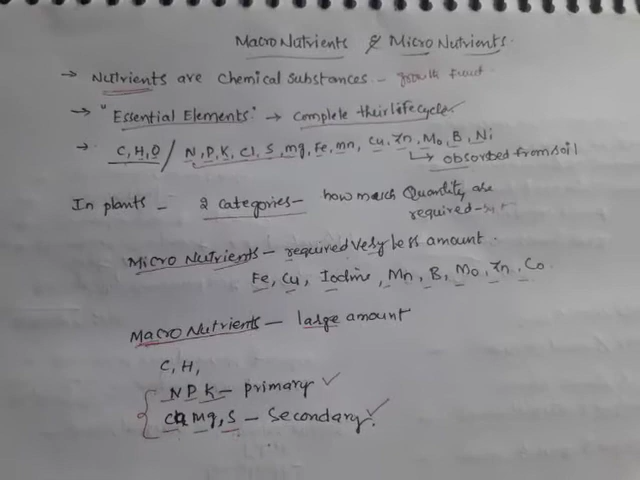 Macro Nutrients & Micro Nutrients.
→ Nutrients are chemical substances -
→ "Essential Elements" → complete their life cycle.
→ C, H, O / N, P, K, Cl, S, mg, Fe, mn, Cu, Zn, Mo, B, Ni
↳ absorbed from soil
In plants - 2 categories - how much Quantity are
required
Micro Nutrients - required very less amount.
Fe, Cu, Iodine, Mn, B, Mo, Zn, Co
Macro Nutrients - large amount
C, H,
N P K - primary ✓
Ca Mg, S - Secondary ✓